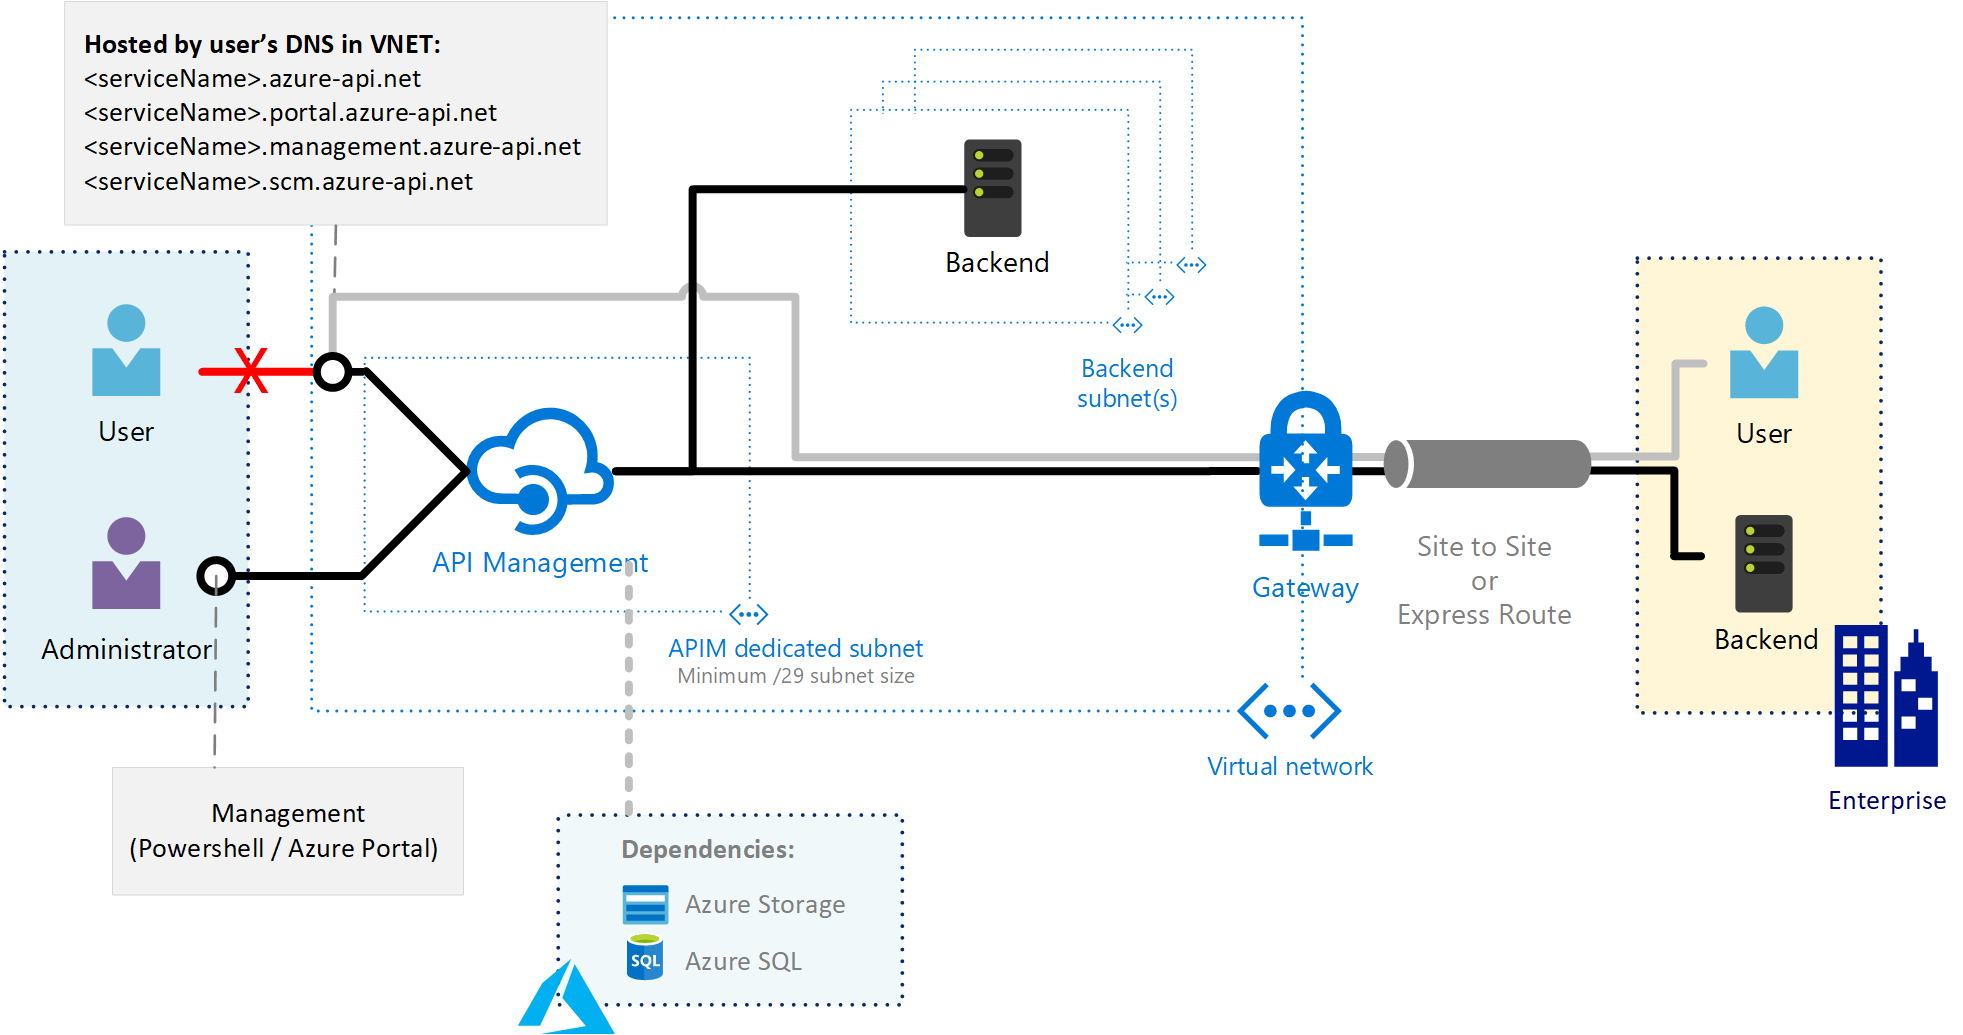 Hosted by user’s DNS in VNET:
<serviceName>.azure-api.net
<serviceName>.portal.azure-api.net
<serviceName>.management.azure-api.net
<serviceName>.scm.azure-api.net
Backend
Backend
subnet(s)
User
Administrator
API Management
APIM dedicated subnet
Minimum /29 subnet size
Gateway
Virtual network
Site to Site
or
Express Route
User
Backend
Enterprise
Management
(Powershell / Azure Portal)
Dependencies:
Azure Storage
SQL
Azure SQL